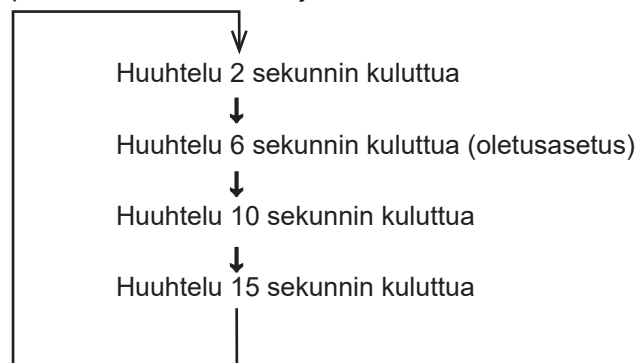 Huuhtelu 2 sekunnin kuluttua
Huuhtelu 6 sekunnin kuluttua (oletusasetus)
Huuhtelu 10 sekunnin kuluttua
Huuhtelu 15 sekunnin kuluttua